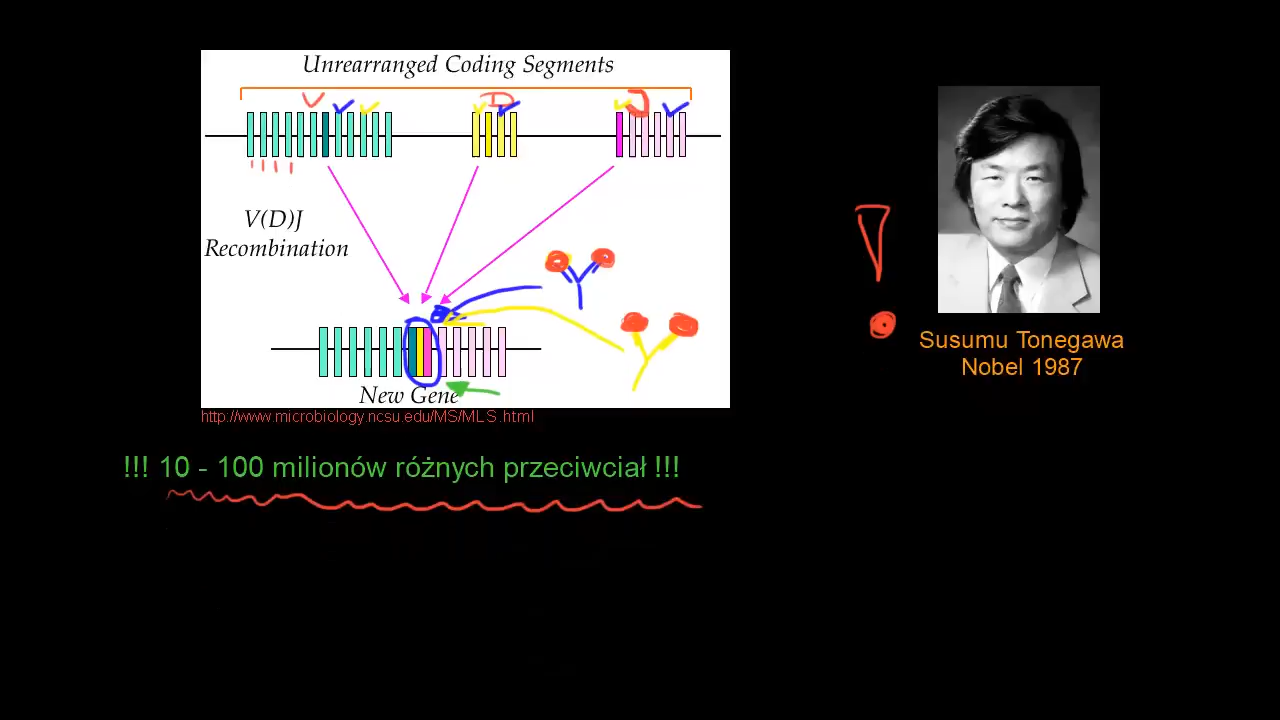 Unrearranged Coding Segments
V D J
V(D)J
Recombination
New Gene
http://www.microbiology.ncsu.edu/MS/MLS.html
!!! 10 - 100 milionów różnych przeciwciał !!!
!
Susumu Tonegawa
Nobel 1987